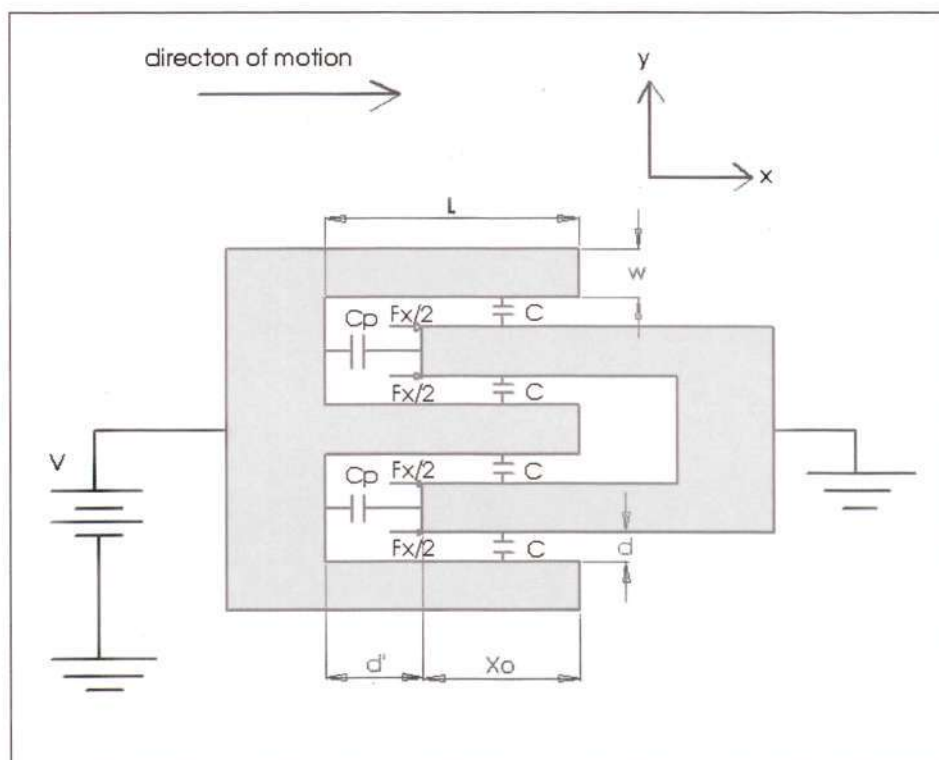 directon of motion
y
x
L
w
Cp
Fx/2
C
Fx/2
C
V
Cp
Fx/2
C
Fx/2
C
d
d'
Xo